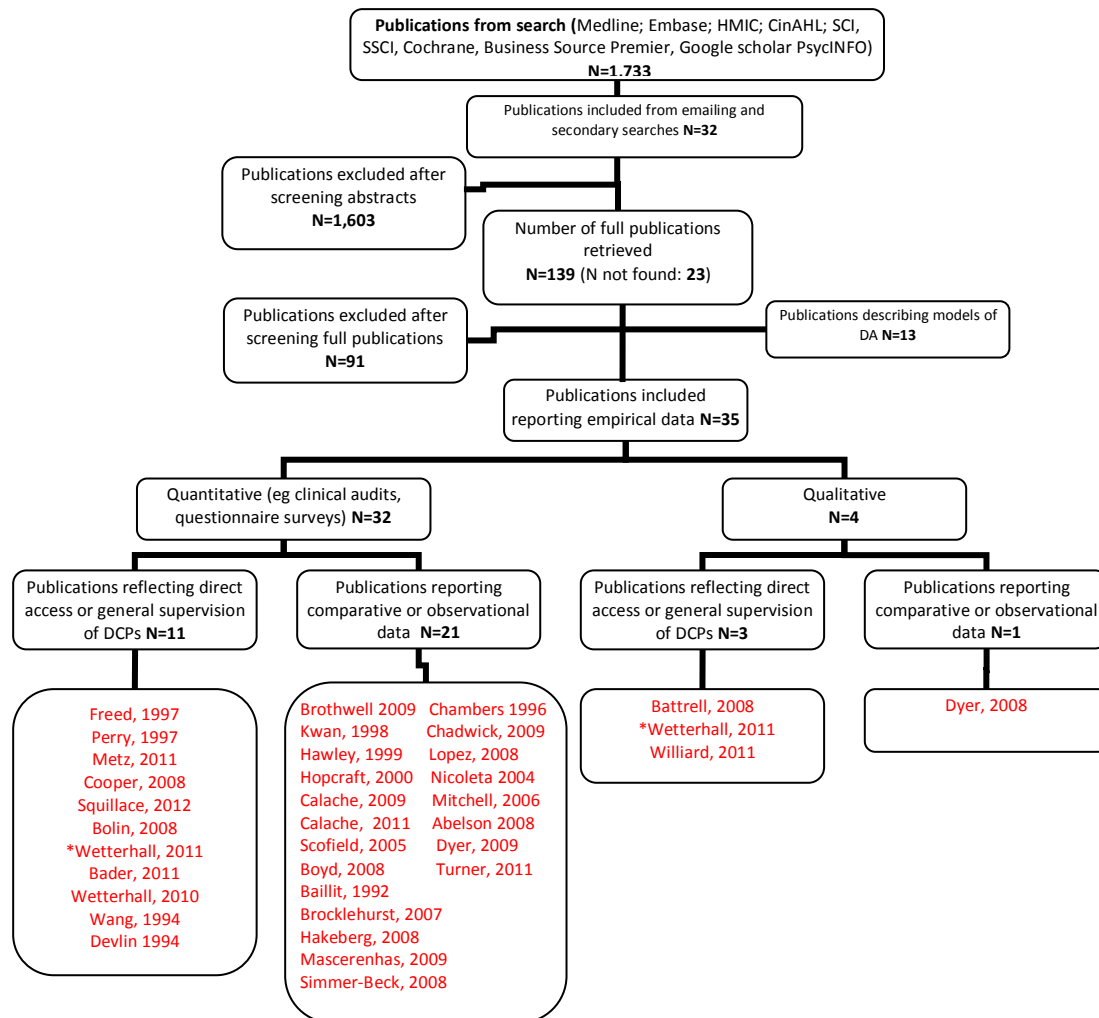 Publications from search (Medline; Embase; HMIC; CinAHL; SCI,
SSCI, Cochrane, Business Source Premier, Google scholar PsycINFO)
N=1,733
Publications included from emailing and
secondary searches N=32
Publications excluded after
screening abstracts
N=1,603
Number of full publications
retrieved
N=139 (N not found: 23)
Publications excluded after
screening full publications
N=91
Publications describing models of
DA N=13
Publications included
reporting empirical data N=35
Quantitative (eg clinical audits,
questionnaire surveys) N=32
Qualitative
N=4
Publications reflecting direct
access or general supervision
of DCPs N=11
Publications reporting
comparative or observational
data N=21
Publications reflecting direct
access or general supervision
of DCPs N=3
Publications reporting
comparative or observational
data N=1
Freed, 1997
Perry, 1997
Metz, 2011
Cooper, 2008
Squillace, 2012
Bolin, 2008
*Wetterhall, 2011
Bader, 2011
Wetterhall, 2010
Wang, 1994
Devlin 1994
Brothwell 2009
Kwan, 1998
Hawley, 1999
Hopcraft, 2000
Calache, 2009
Calache, 2011
Scofield, 2005
Boyd, 2008
Baillit, 1992
Brocklehurst, 2007
Hakeberg, 2008
Mascerenhas, 2009
Simmer-Beck, 2008
Chambers 1996
Chadwick, 2009
Lopez, 2008
Nicoleta 2004
Mitchell, 2006
Abelson 2008
Dyer, 2009
Turner, 2011
Battrell, 2008
*Wetterhall, 2011
Williard, 2011
Dyer, 2008